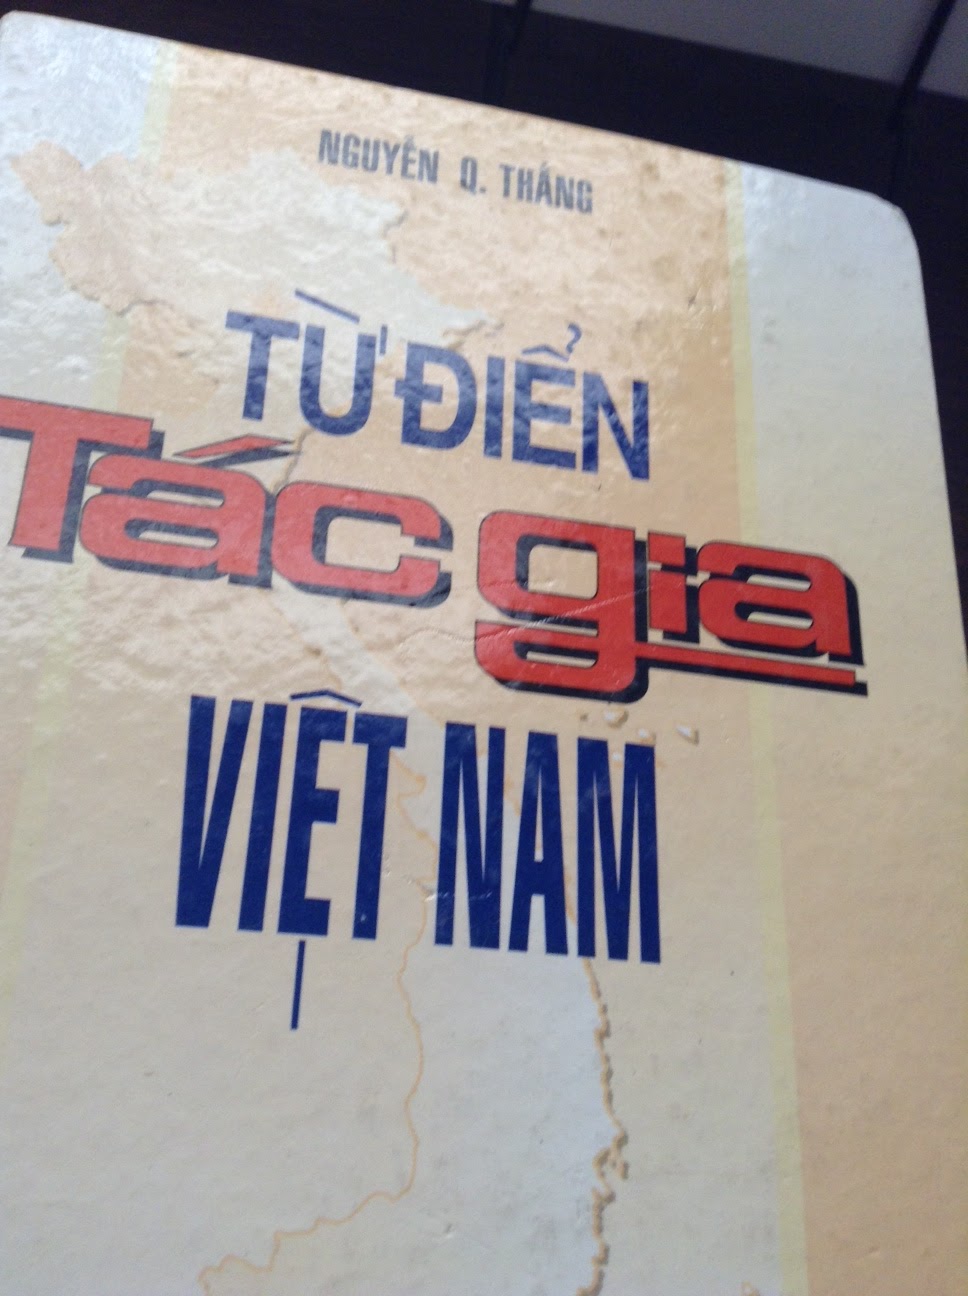 NGUYỄN Q. THẮNG
TỪ ĐIỂN
Tác gia
VIỆT NAM